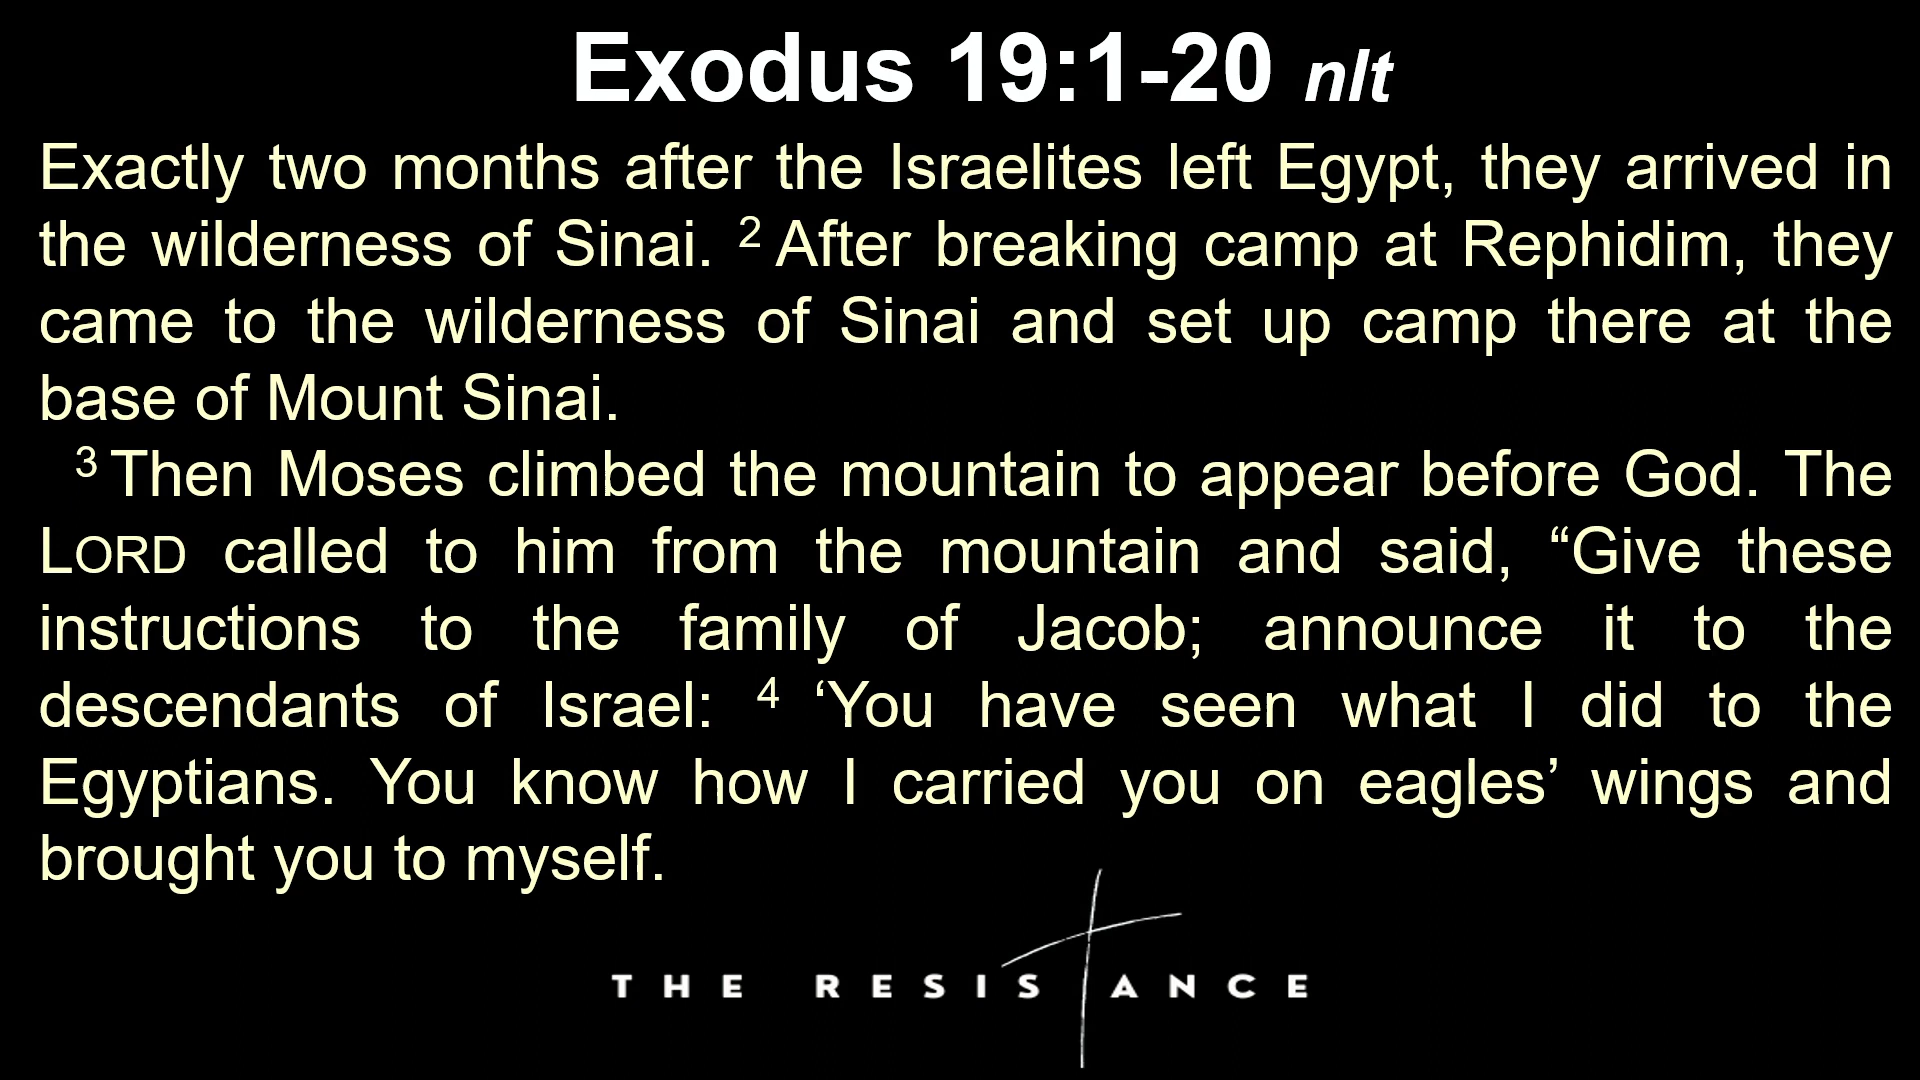 Exodus 19:1-20 nlt
Exactly two months after the Israelites left Egypt, they arrived in
the wilderness of Sinai. 2 After breaking camp at Rephidim, they
came to the wilderness of Sinai and set up camp there at the
base of Mount Sinai.
3 Then Moses climbed the mountain to appear before God. The
LORD called to him from the mountain and said, “Give these
instructions to the family of Jacob; announce it to the
descendants of Israel: 4 ‘You have seen what I did to the
Egyptians. You know how I carried you on eagles’ wings and
brought you to myself.
THE RESISTANCE